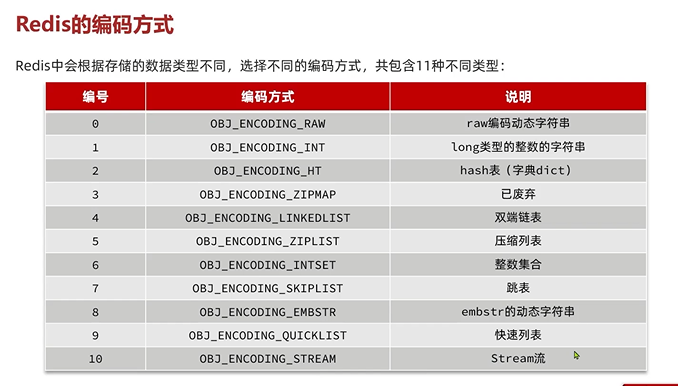 Redis的编码方式
Redis中会根据存储的数据类型不同，选择不同的编码方式，共包含11种不同类型：
编号 编码方式 说明
0 OBJ_ENCODING_RAW raw编码动态字符串
1 OBJ_ENCODING_INT long类型的整数的字符串
2 OBJ_ENCODING_HT hash表（字典dict）
3 OBJ_ENCODING_ZIPMAP 已废弃
4 OBJ_ENCODING_LINKEDLIST 双端链表
5 OBJ_ENCODING_ZIPLIST 压缩列表
6 OBJ_ENCODING_INTSET 整数集合
7 OBJ_ENCODING_SKIPLIST 跳表
8 OBJ_ENCODING_EMBSTR embstr的动态字符串
9 OBJ_ENCODING_QUICKLIST 快速列表
10 OBJ_ENCODING_STREAM Stream流